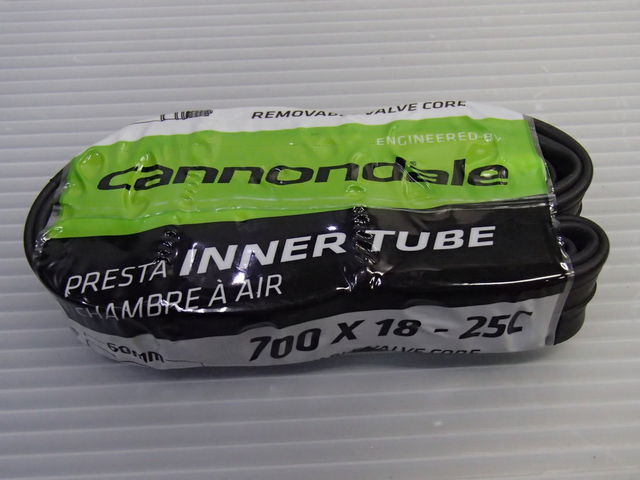 REMOVABLE VALVE CORE
ENGINEERED BY
cannondale
PRESTA INNER TUBE
CHAMBRE À AIR
700 X 18 - 25C
60mm
VALVE CORE